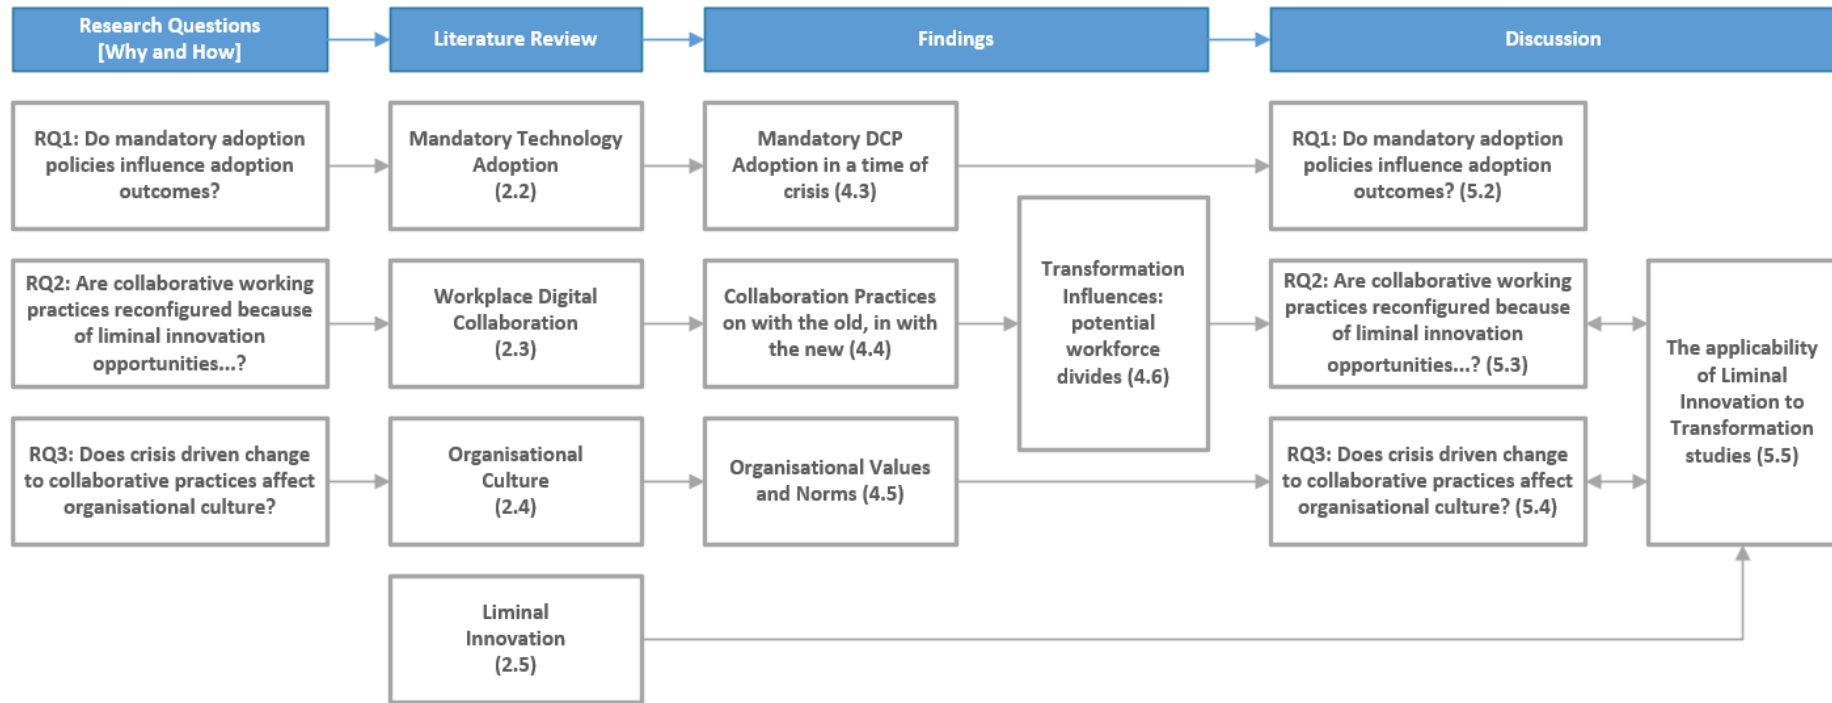 Research Questions
[Why and How]
Literature Review
Findings
Discussion
RQ1: Do mandatory adoption
policies influence adoption
outcomes?
Mandatory Technology
Adoption
(2.2)
Mandatory DCP
Adoption in a time of
crisis (4.3)
RQ1: Do mandatory adoption
policies influence adoption
outcomes? (5.2)
RQ2: Are collaborative working
practices reconfigured because
of liminal innovation
opportunities...?
Workplace Digital
Collaboration
(2.3)
Collaboration Practices
on with the old, in with
the new (4.4)
Transformation
Influences:
potential
workforce
divides (4.6)
RQ2: Are collaborative working
practices reconfigured because
of liminal innovation
opportunities...? (5.3)
The applicability
of Liminal
Innovation to
Transformation
studies (5.5)
RQ3: Does crisis driven change
to collaborative practices affect
organisational culture?
Organisational
Culture
(2.4)
Organisational Values
and Norms (4.5)
RQ3: Does crisis driven change
to collaborative practices affect
organisational culture? (5.4)
Liminal
Innovation
(2.5)